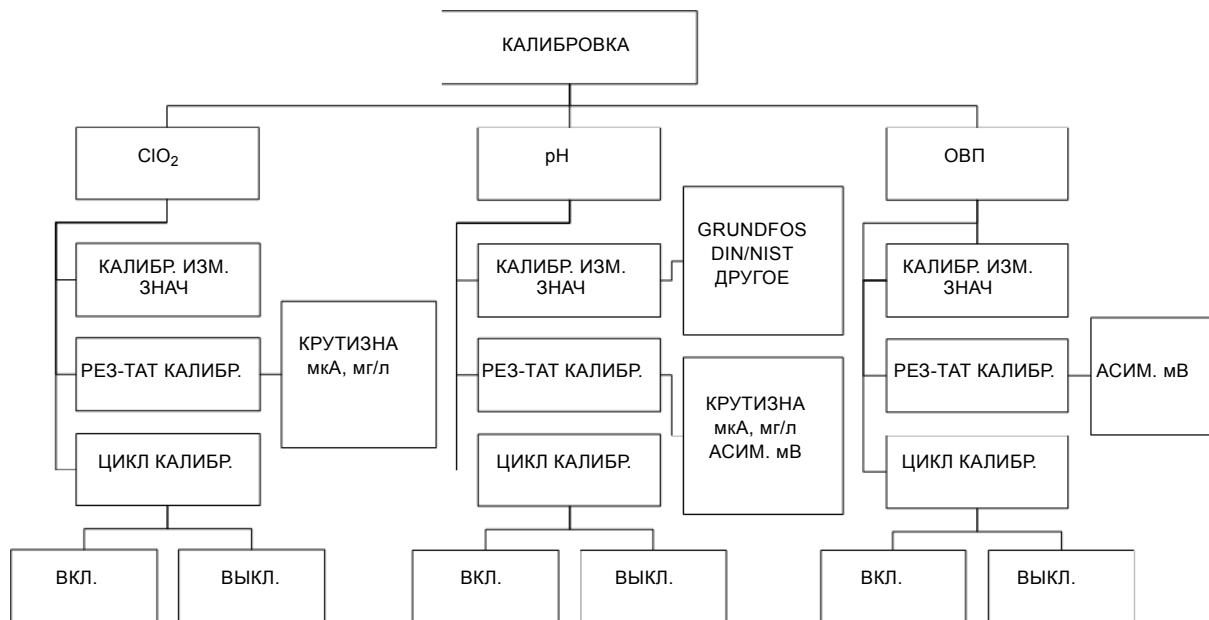 КАЛИБРОВКА
ClO₂
pH
ОВП
GRUNDFOS
DIN/NIST
ДРУГОЕ
КАЛИБР. ИЗМ.
ЗНАЧ
КАЛИБР. ИЗМ.
ЗНАЧ
КАЛИБР. ИЗМ.
ЗНАЧ
КРУТИЗНА
мкА, мг/л
РЕЗ-ТАТ КАЛИБР.
РЕЗ-ТАТ КАЛИБР.
РЕЗ-ТАТ КАЛИБР.
АСИМ. мВ
КРУТИЗНА
мкА, мг/л
АСИМ. мВ
ЦИКЛ КАЛИБР.
ЦИКЛ КАЛИБР.
ЦИКЛ КАЛИБР.
ВКЛ.
ВЫКЛ.
ВКЛ.
ВЫКЛ.
ВКЛ.
ВЫКЛ.